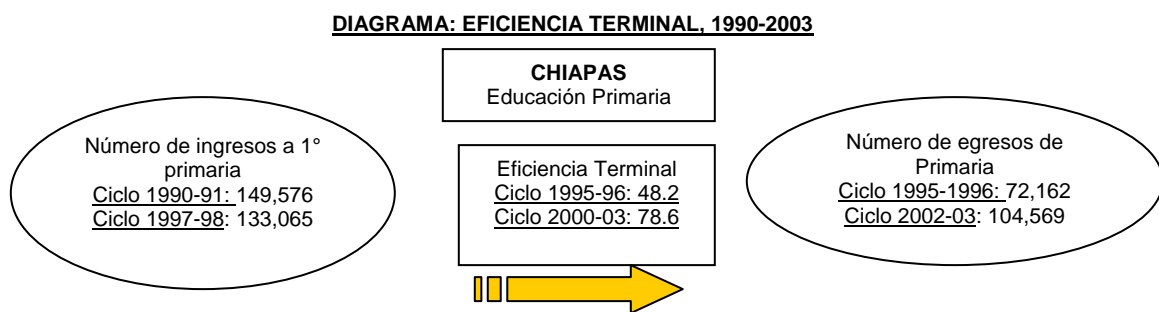 DIAGRAMA: EFICIENCIA TERMINAL, 1990-2003
CHIAPAS
Educación Primaria
Número de ingresos a 1°
primaria
Ciclo 1990-91: 149,576
Ciclo 1997-98: 133,065
Eficiencia Terminal
Ciclo 1995-96: 48.2
Ciclo 2000-03: 78.6
Número de egresos de
Primaria
Ciclo 1995-1996: 72,162
Ciclo 2002-03: 104,569